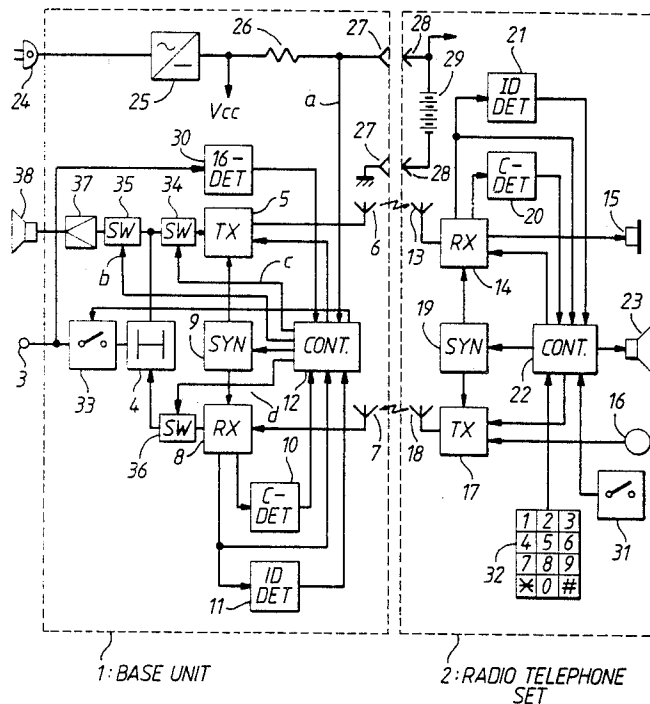 26
27
28
21
24
25
Vcc
a
29
ID
DET
30
16-
DET
27
28
C-
DET
20
38
37
35
34
5
15
SW
SW
TX
6
13
RX
14
b
c
9
19
23
SYN
CONT.
SYN
CONT.
3
33
4
12
22
d
SW
RX
7
18
TX
16
36
8
10
17
C-
DET
31
1 2 3
4 5 6
7 8 9
* 0 #
32
ID
DET
11
1: BASE UNIT
2: RADIO TELEPHONE
SET